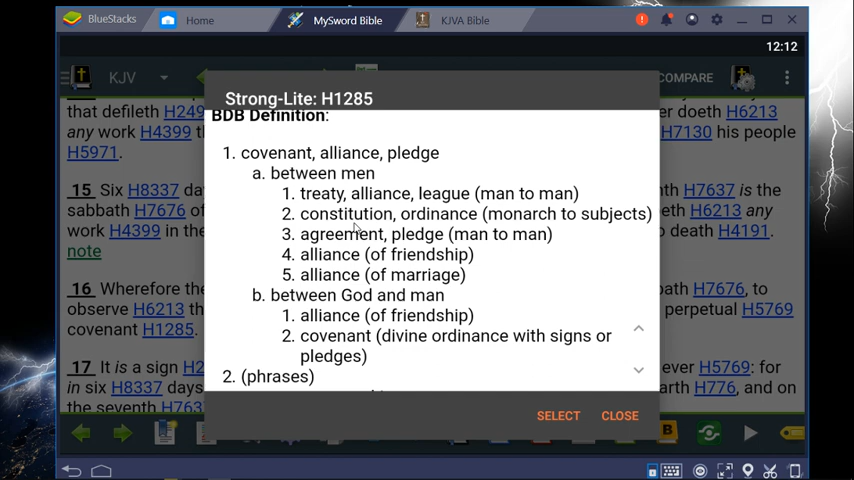 BlueStacks Home MySword Bible KJVA Bible
12:12
KJV COMPARE
Strong-Lite: H1285
BDB Definition:
1. covenant, alliance, pledge
a. between men
1. treaty, alliance, league (man to man)
2. constitution, ordinance (monarch to subjects)
3. agreement, pledge (man to man)
4. alliance (of friendship)
5. alliance (of marriage)
b. between God and man
1. alliance (of friendship)
2. covenant (divine ordinance with signs or
pledges)
2. (phrases)
SELECT CLOSE
that defileth H249
any work H4399
H5971.
15 Six H8337
sabbath H7676
work H4399 in the
note
16 Wherefore the
observe H6213
covenant H1285.
17 It is a sign
in six H8337 days
the seventh H763
doeth H6213
H7130 his people
H7637 is the
H6213 any
death H4191.
H7676, to
perpetual H5769
ever H5769: for
H776, and on